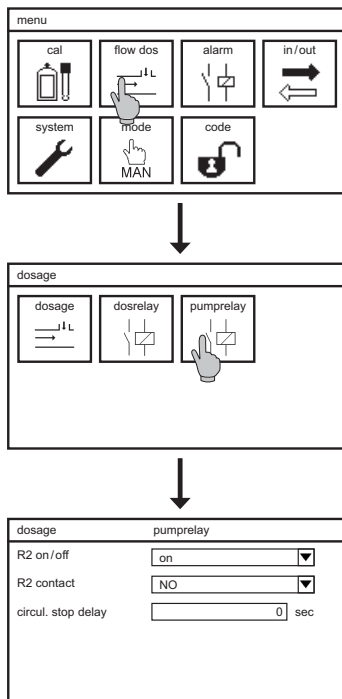 menu
cal flow dos alarm in/out
system mode code
MAN
dosage
dosage dosrelay pumprelay
dosage pumprelay
R2 on/off on
R2 contact NO
circul. stop delay 0 sec